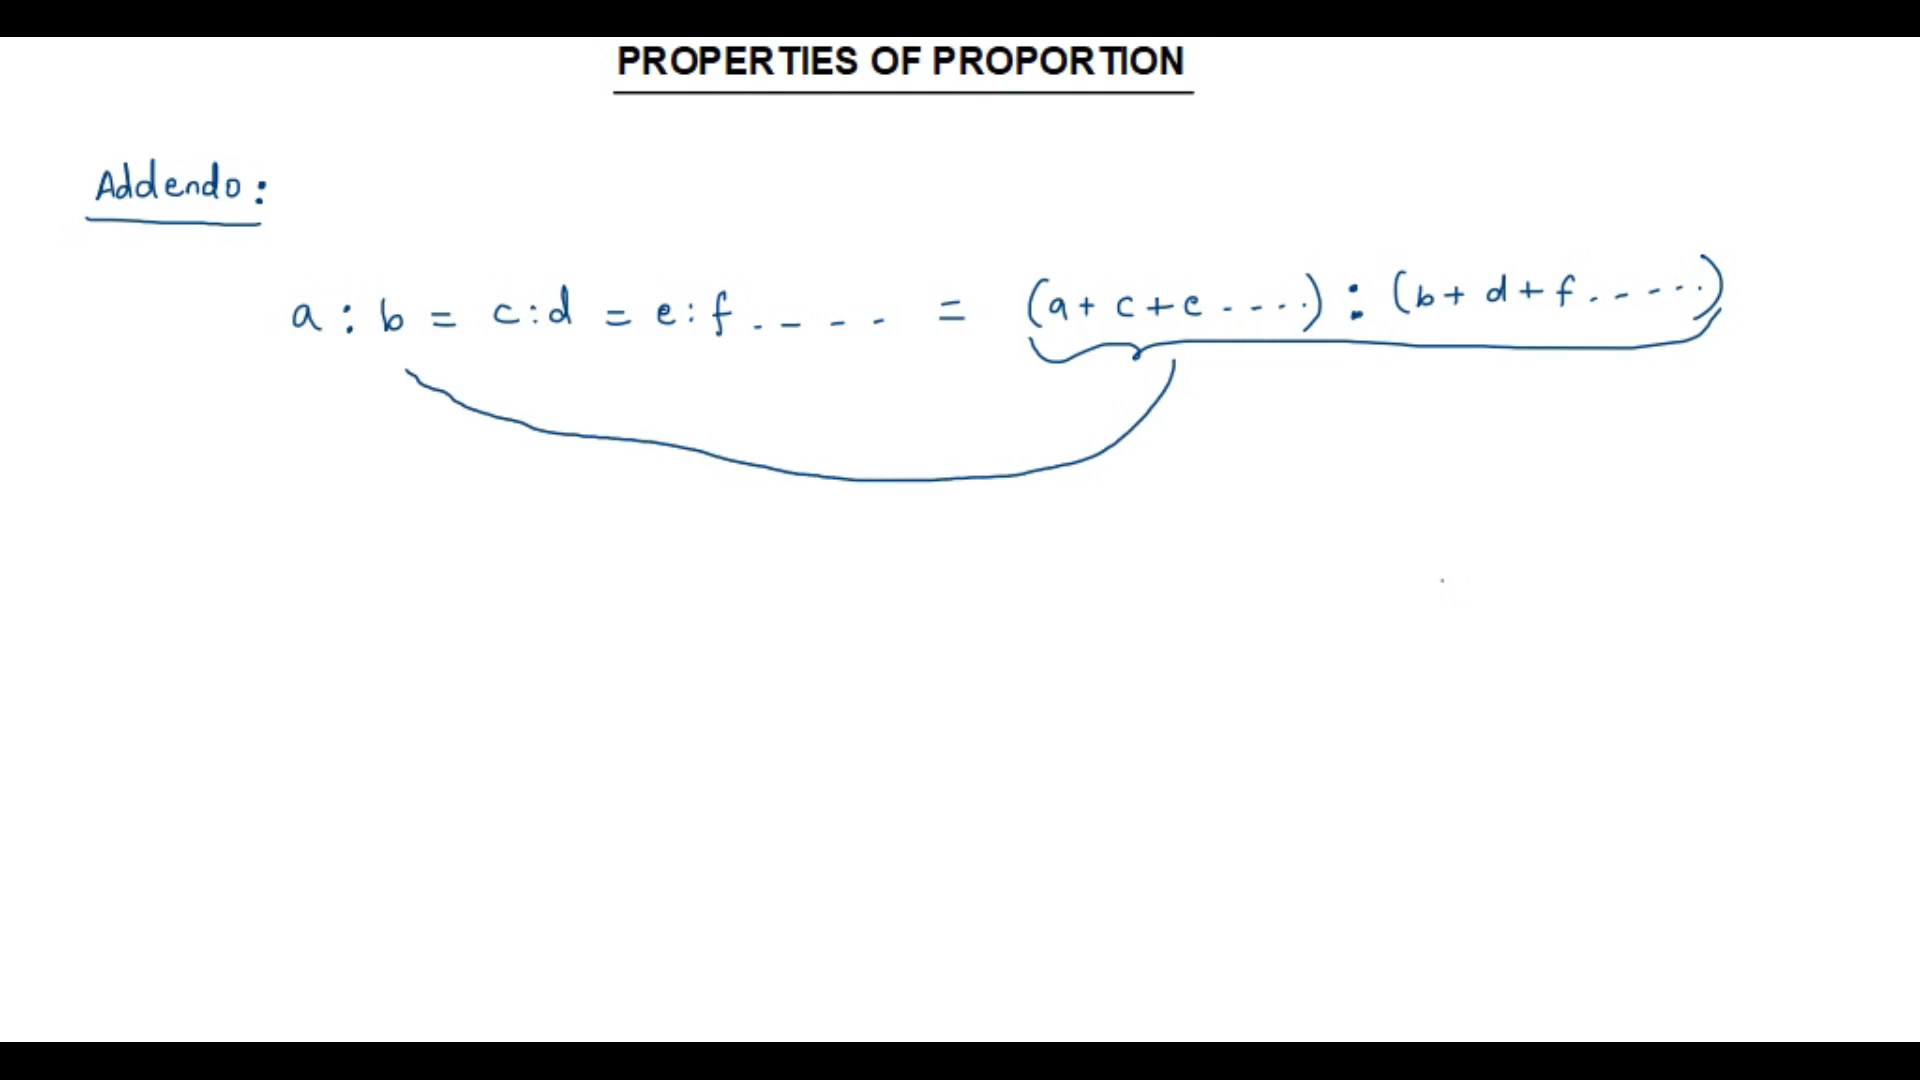 PROPERTIES OF PROPORTION
Addendo:
a : b = c:d = e:f ..... = (a+c+e ....) : (b+d+f ......)